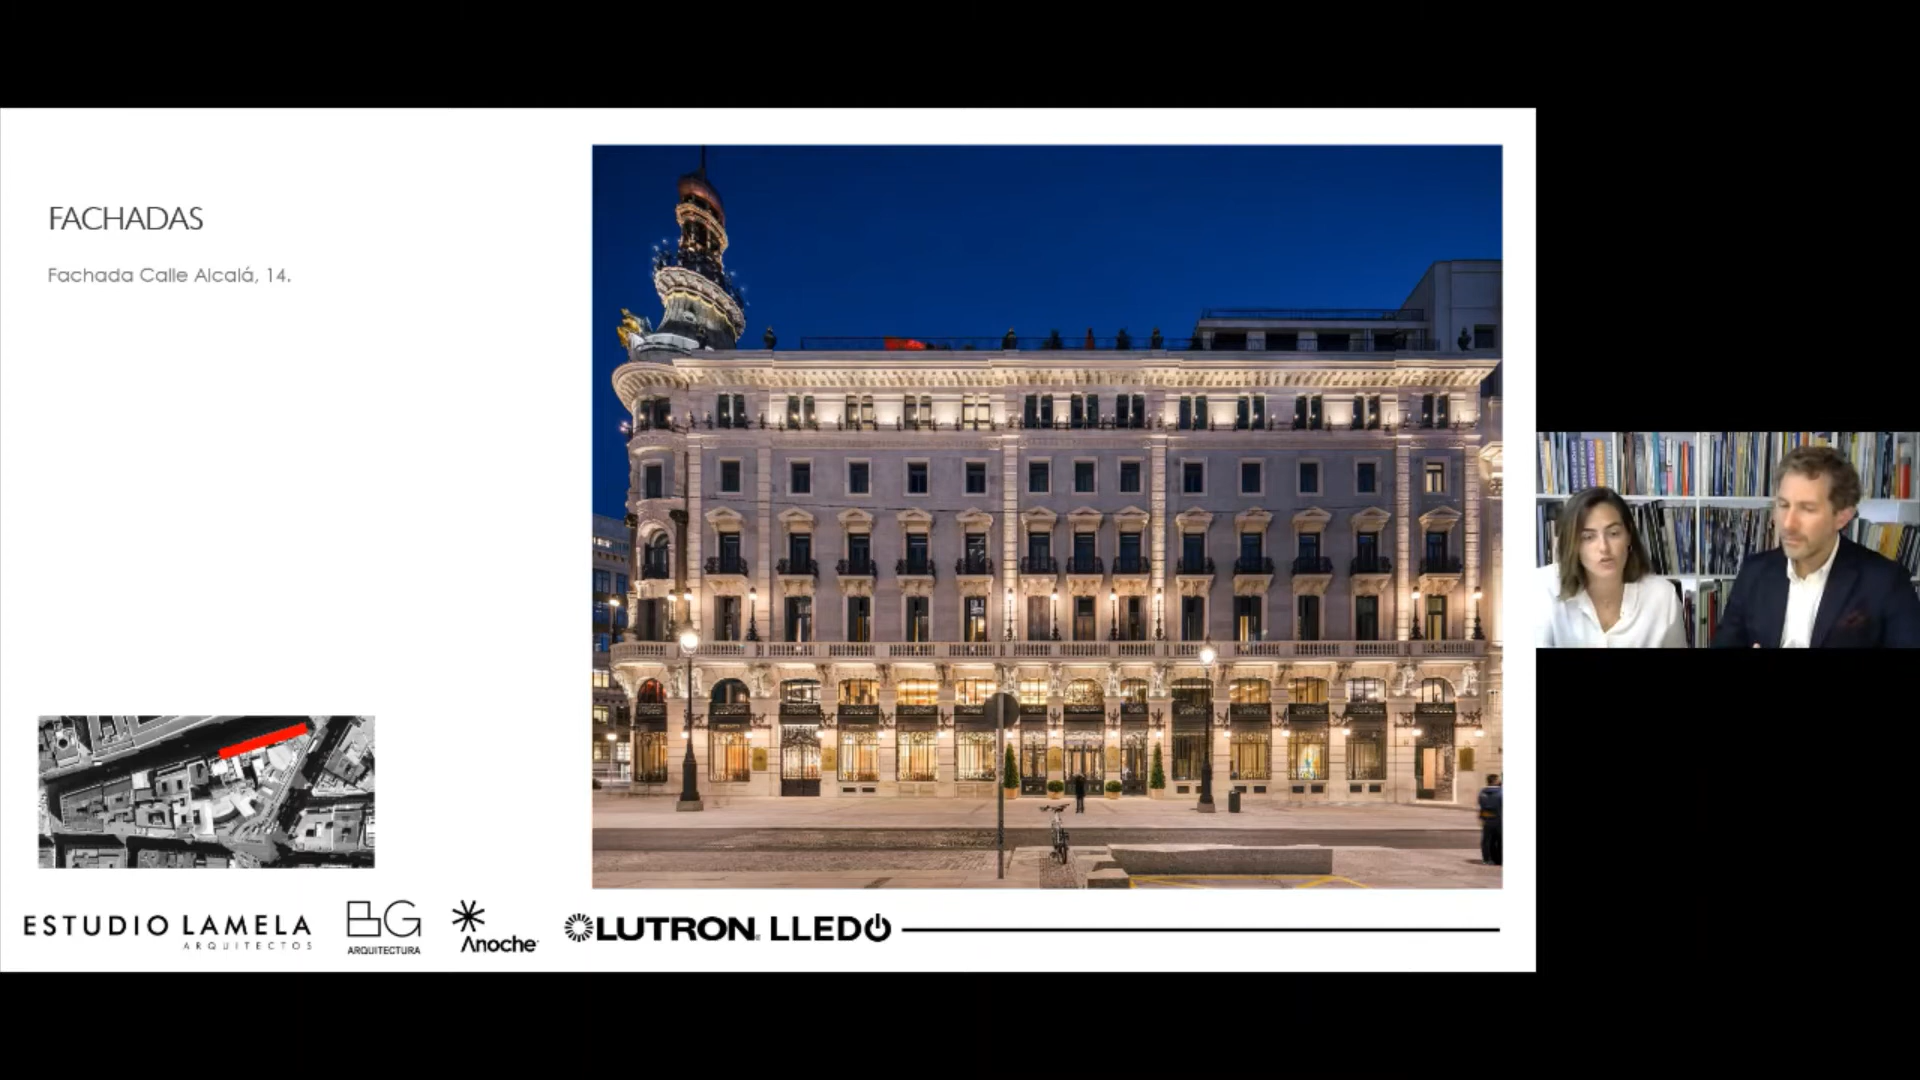 FACHADAS
Fachada Calle Alcalá, 14.
ESTUDIO LAMELA
ARQUITECTOS
BG
ARQUITECTURA
Anoche
LUTRON LLEDÓ